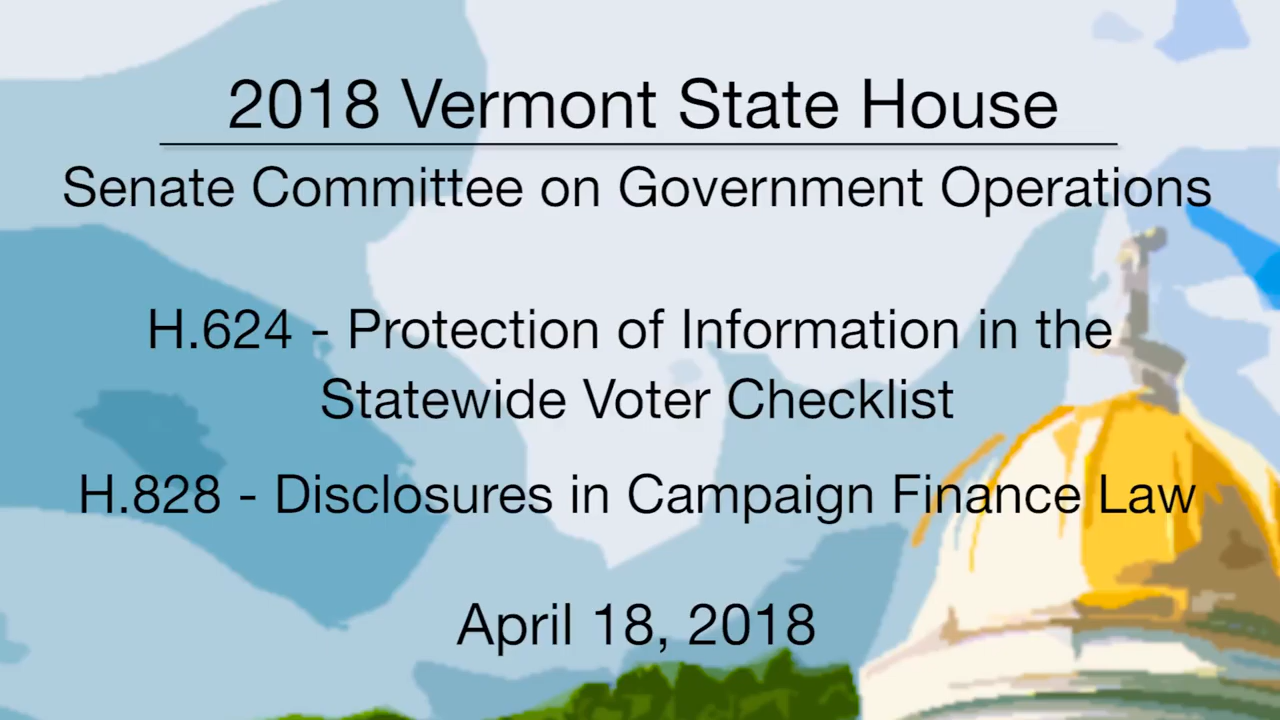 2018 Vermont State House
Senate Committee on Government Operations
H.624 - Protection of Information in the
Statewide Voter Checklist
H.828 - Disclosures in Campaign Finance Law
April 18, 2018